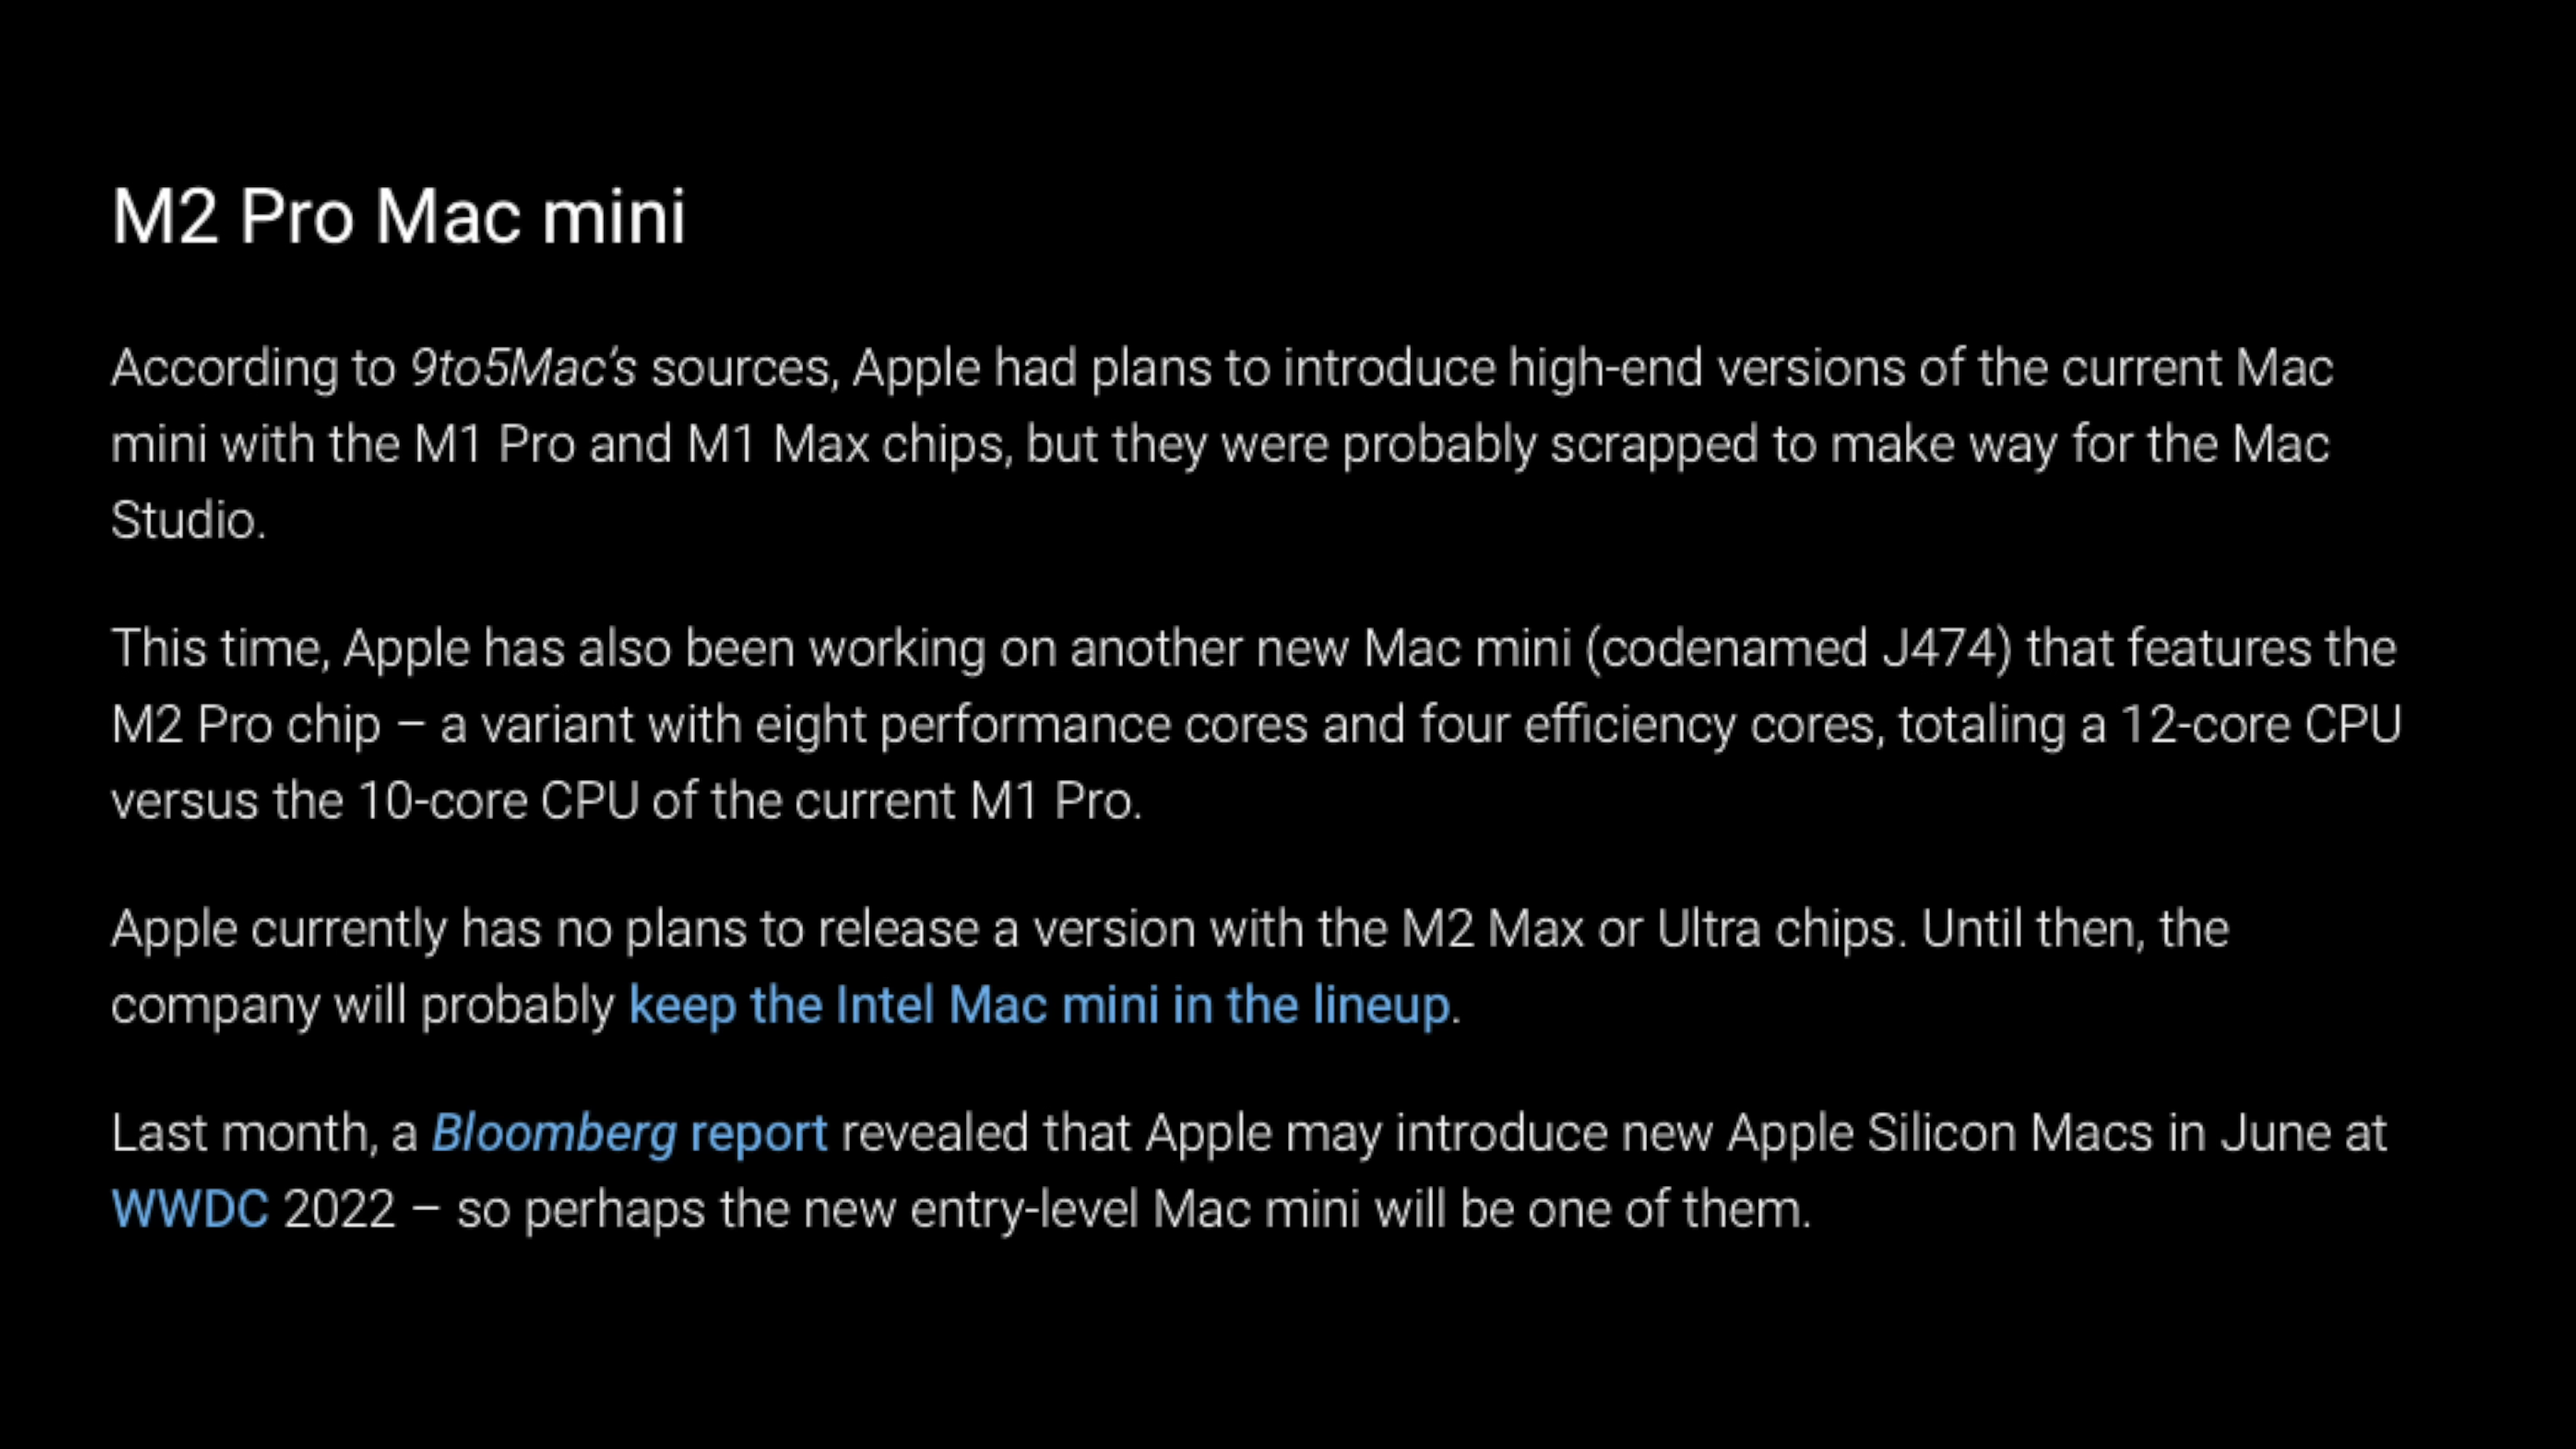 M2 Pro Mac mini
According to 9to5Mac's sources, Apple had plans to introduce high-end versions of the current Mac
mini with the M1 Pro and M1 Max chips, but they were probably scrapped to make way for the Mac
Studio.
This time, Apple has also been working on another new Mac mini (codenamed J474) that features the
M2 Pro chip – a variant with eight performance cores and four efficiency cores, totaling a 12-core CPU
versus the 10-core CPU of the current M1 Pro.
Apple currently has no plans to release a version with the M2 Max or Ultra chips. Until then, the
company will probably keep the Intel Mac mini in the lineup.
Last month, a Bloomberg report revealed that Apple may introduce new Apple Silicon Macs in June at
WWDC 2022 – so perhaps the new entry-level Mac mini will be one of them.